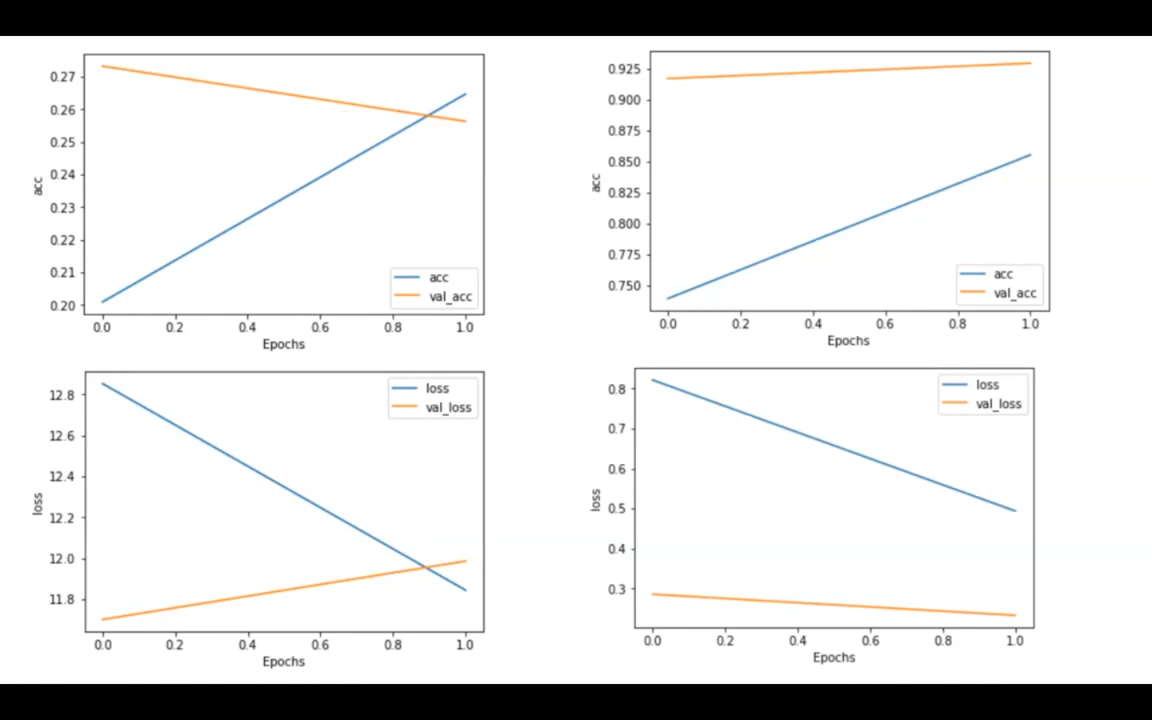 0.27
0.26
0.25
0.24
0.23
0.22
0.21
0.20
acc
acc
val_acc
0.0 0.2 0.4 0.6 0.8 1.0
Epochs
0.925
0.900
0.875
0.850
0.825
0.800
0.775
0.750
acc
acc
val_acc
0.0 0.2 0.4 0.6 0.8 1.0
Epochs
12.8
12.6
12.4
12.2
12.0
11.8
loss
loss
val_loss
0.0 0.2 0.4 0.6 0.8 1.0
Epochs
0.8
0.7
0.6
0.5
0.4
0.3
loss
loss
val_loss
0.0 0.2 0.4 0.6 0.8 1.0
Epochs